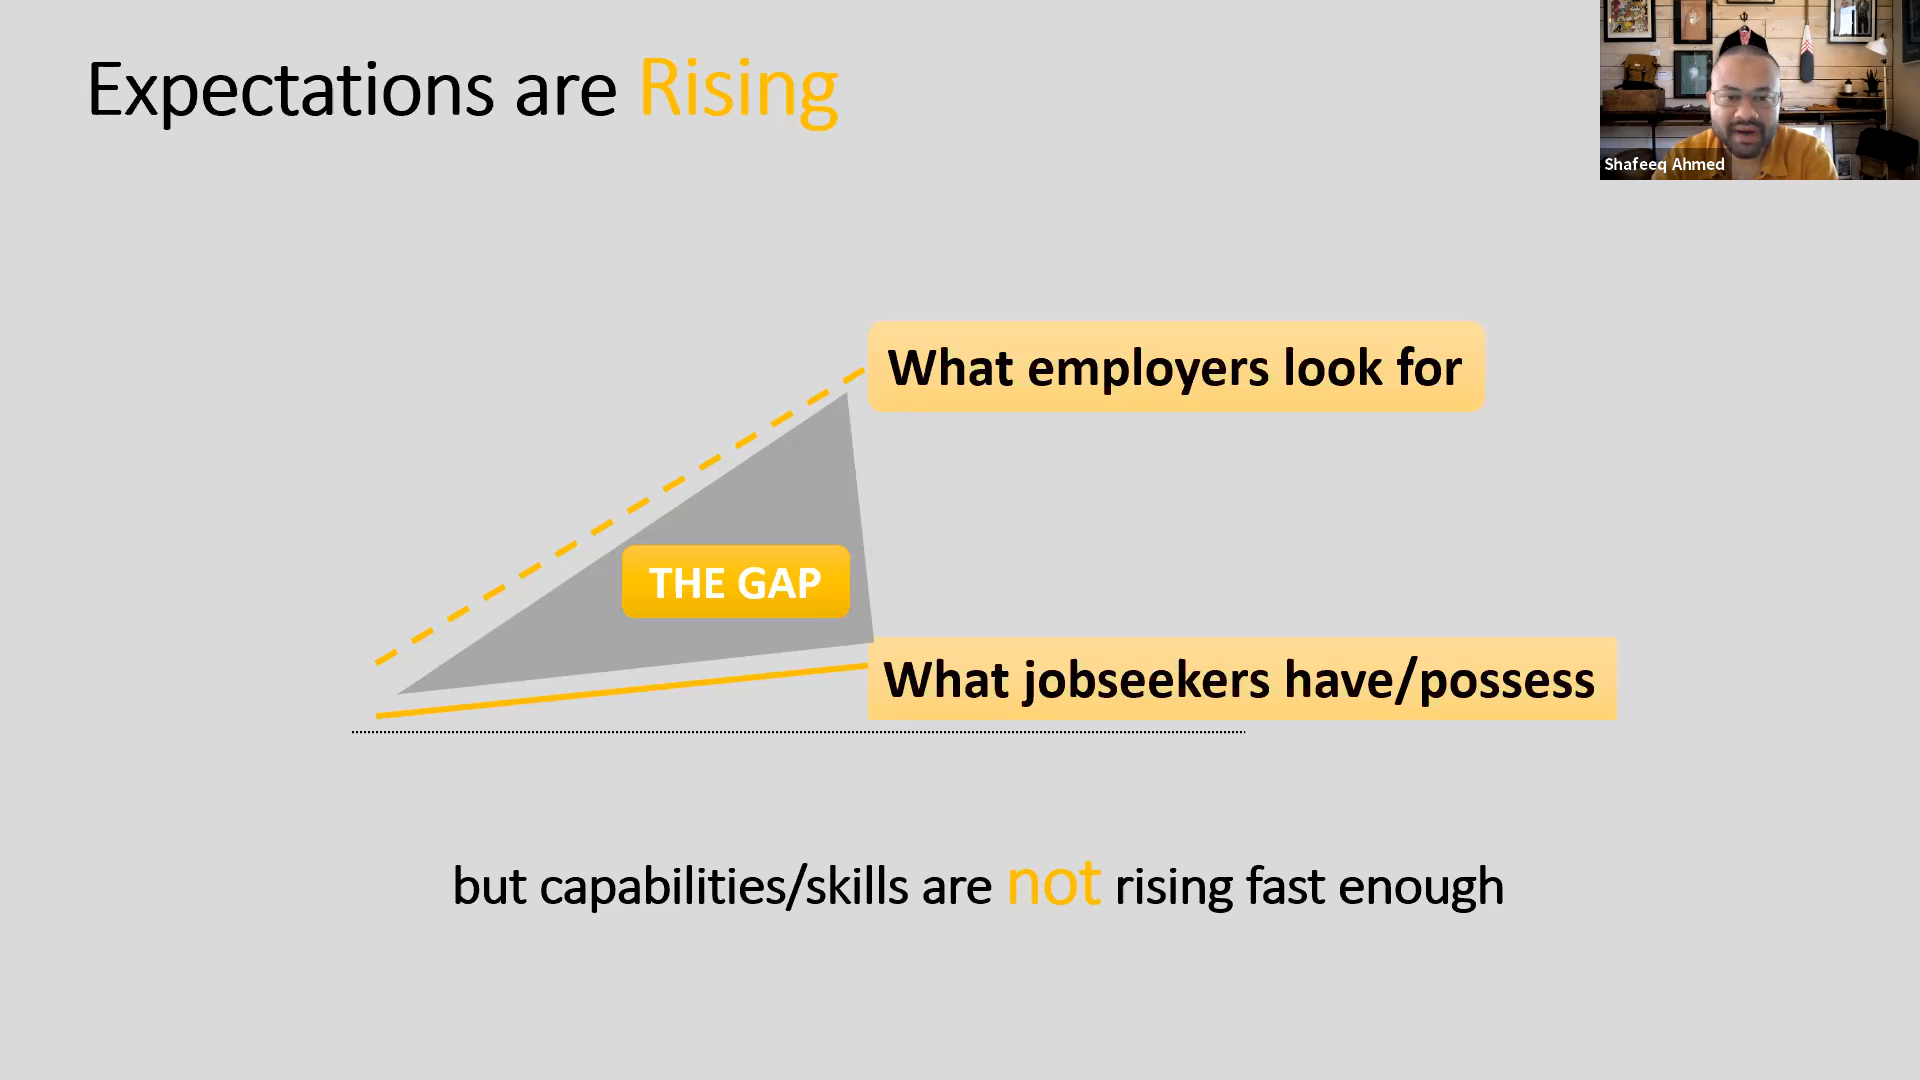 Expectations are Rising
Shafeeq Ahmed
What employers look for
THE GAP
What jobseekers have/possess
but capabilities/skills are not rising fast enough